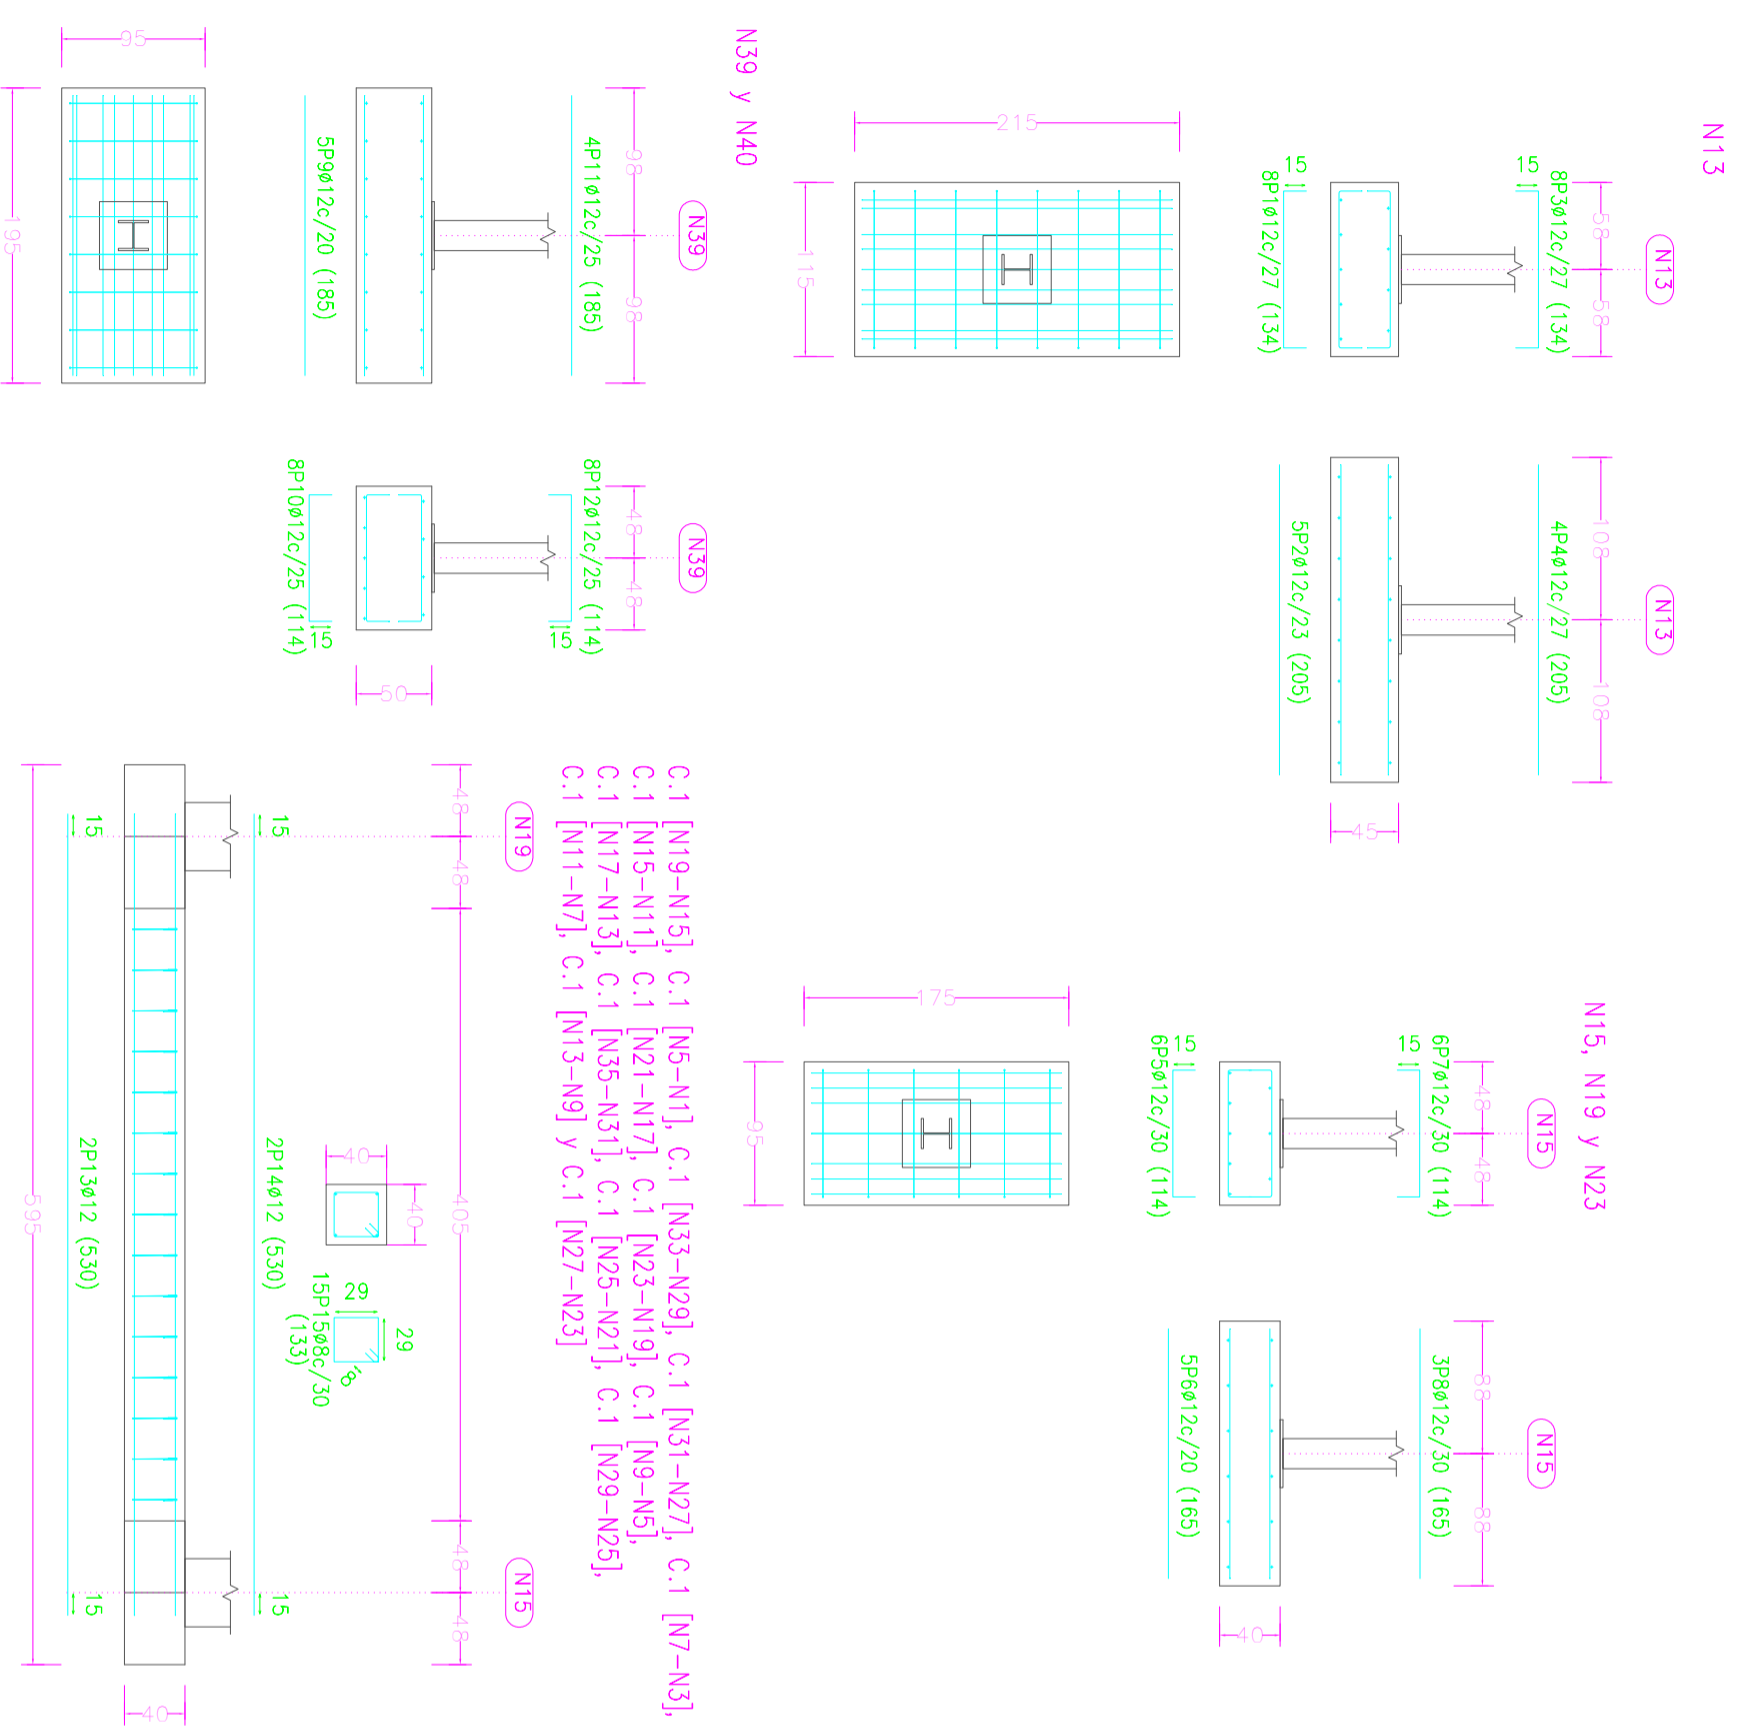 N13
N13
58
58
8P3ø12c/27 (134)
15
15
8P1ø12c/27 (134)
215
115
N13
108
108
4P4ø12c/27 (205)
5P2ø12c/23 (205)
45
N15, N19 y N23
N15
48
48
6P7ø12c/30 (114)
15
15
6P5ø12c/30 (114)
175
95
N15
88
88
3P8ø12c/30 (165)
5P6ø12c/20 (165)
40
N39 y N40
N39
98
98
4P11ø12c/25 (185)
5P9ø12c/20 (185)
95
195
N39
48
48
8P12ø12c/25 (114)
15
8P10ø12c/25 (114)
15
50
C.1 [N19-N15], C.1 [N5-N1], C.1 [N33-N29], C.1 [N31-N27], C.1 [N7-N3],
C.1 [N15-N11], C.1 [N21-N17], C.1 [N23-N19], C.1 [N9-N5],
C.1 [N17-N13], C.1 [N35-N31], C.1 [N25-N21], C.1 [N29-N25],
C.1 [N11-N7], C.1 [N13-N9] y C.1 [N27-N23]
N19
N15
48
48
405
48
48
40
40
29
29
8
15P15ø8c/30
(133)
15
2P14ø12 (530)
15
15
2P13ø12 (530)
15
595
40